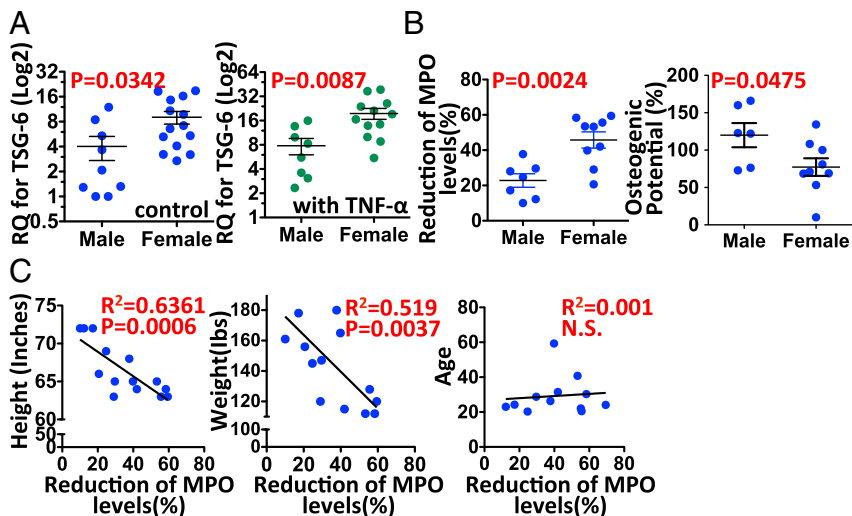 A
RQ for TSG-6 (Log2)
32
16
8
4
2
1
0.5
P=0.0342
control
Male Female
RQ for TSG-6 (Log2)
64
32
16
8
4
2
1
P=0.0087
with TNF-α
Male Female
B
Reduction of MPO
levels(%)
80
60
40
20
0
P=0.0024
Male Female
Osteogenic
Potential (%)
200
150
100
50
0
P=0.0475
Male Female
C
Height (Inches)
75
70
65
60
50
0
R²=0.6361
P=0.0006
0 20 40 60 80
Reduction of MPO
levels(%)
Weight(lbs)
180
160
140
120
100
0
R²=0.519
P=0.0037
0 20 40 60 80
Reduction of MPO
levels(%)
Age
80
60
40
20
0
R²=0.001
N.S.
0 20 40 60 80
Reduction of MPO
levels(%)